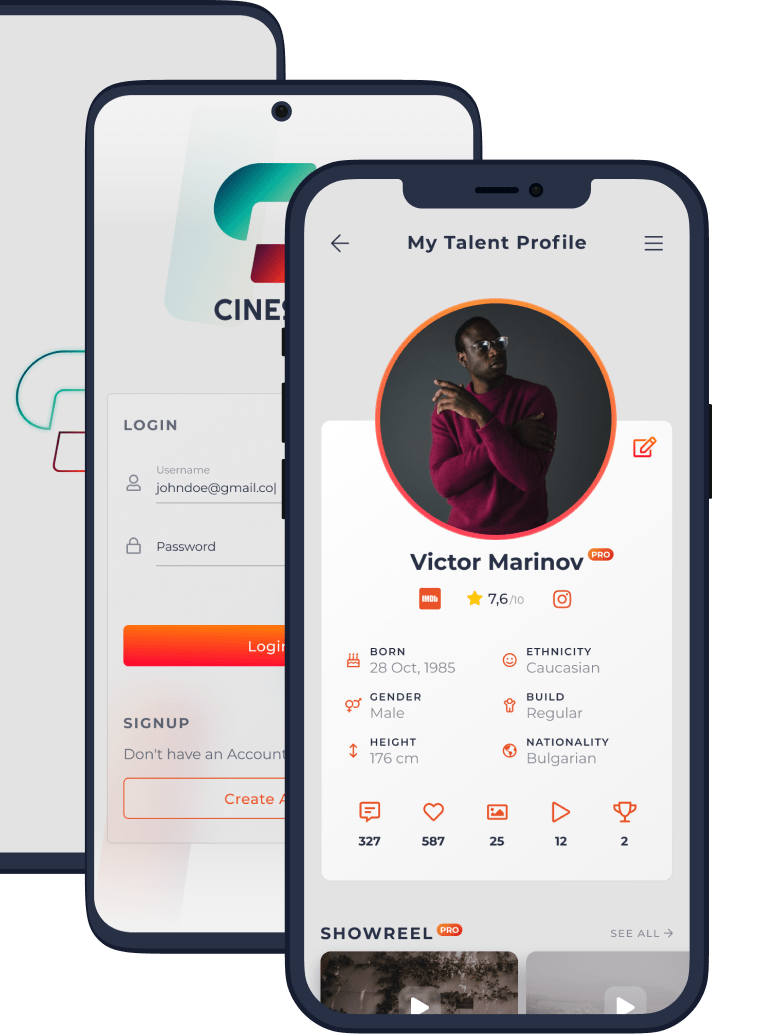 CINES
LOGIN
Username
johndoe@gmail.co|
Password
Login
SIGNUP
Don't have an Account
Create A
My Talent Profile
Victor Marinov PRO
IMDb 7,6/10
BORN
28 Oct, 1985
ETHNICITY
Caucasian
GENDER
Male
BUILD
Regular
HEIGHT
176 cm
NATIONALITY
Bulgarian
327 587 25 12 2
SHOWREEL PRO SEE ALL →